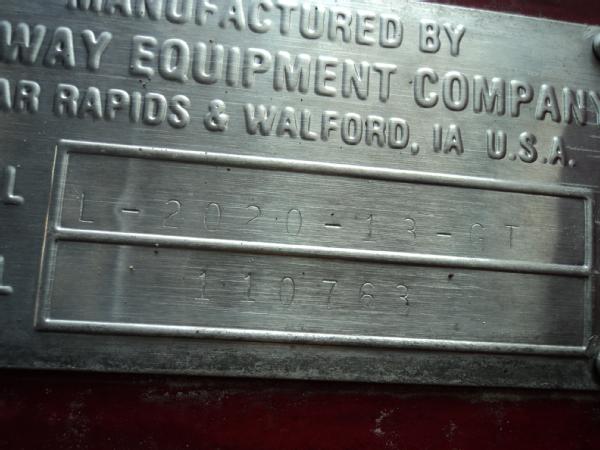 MANUFACTURED BY
WAY EQUIPMENT COMPANY
AR RAPIDS & WALFORD, IA U.S.A.
L
L-2020-13-GT
L
110763